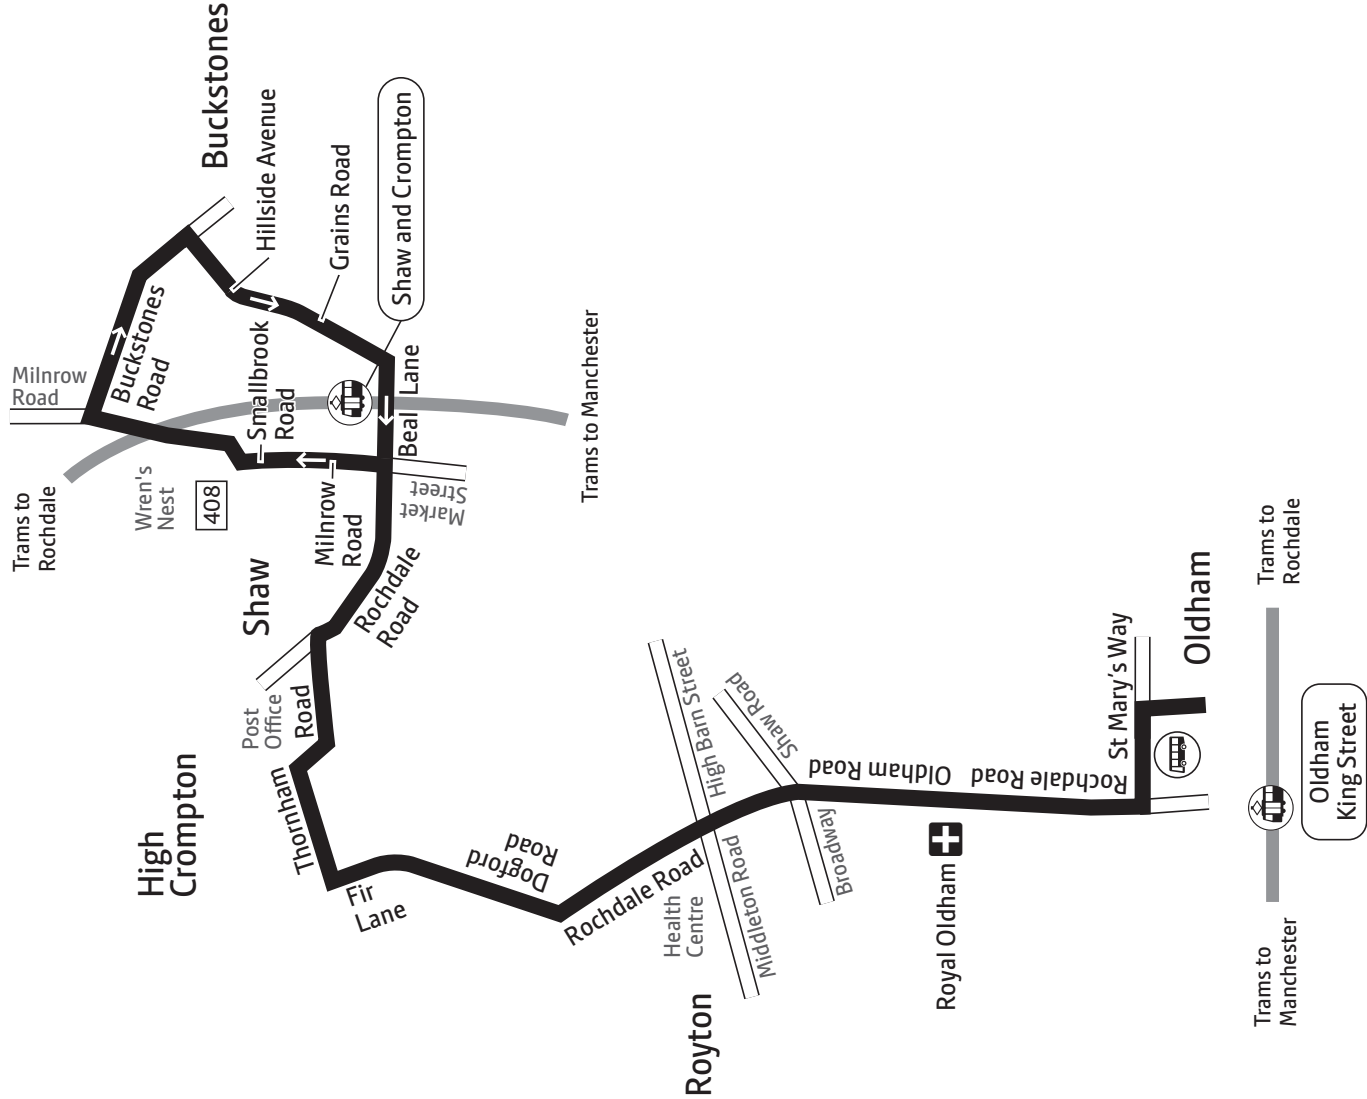 Buckstones
Hillside Avenue
Grains Road
Shaw and Crompton
Milnrow
Road
Buckstones
Road
Smallbrook
Road
Beal Lane
Trams to Manchester
Trams to
Rochdale
Wren's
Nest
408
Milnrow
Road
Market
Street
Shaw
Rochdale
Road
Post
Office
Thornham Road
High
Crompton
Fir
Lane
Dogford
Road
Rochdale Road
High Barn Street
Shaw Road
Health
Centre
Middleton Road
Broadway
Royton
Oldham Road
Rochdale Road
Royal Oldham
St Mary's Way
Oldham
Trams to
Rochdale
Oldham
King Street
Trams to
Manchester